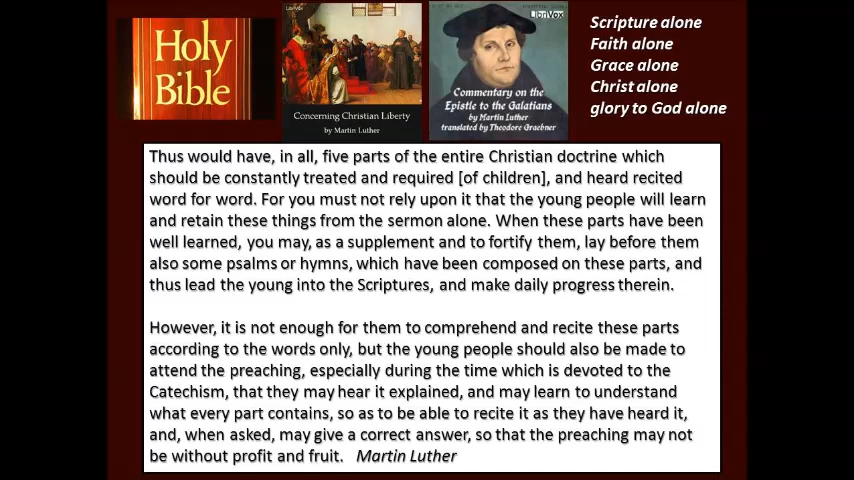 Holy
Bible
LibriVox
Concerning Christian Liberty
by Martin Luther
LibriVox
Commentary on the
Epistle to the Galatians
by Martin Luther
translated by Theodore Graebner
Scripture alone
Faith alone
Grace alone
Christ alone
glory to God alone
Thus would have, in all, five parts of the entire Christian doctrine which
should be constantly treated and required [of children], and heard recited
word for word. For you must not rely upon it that the young people will learn
and retain these things from the sermon alone. When these parts have been
well learned, you may, as a supplement and to fortify them, lay before them
also some psalms or hymns, which have been composed on these parts, and
thus lead the young into the Scriptures, and make daily progress therein.
However, it is not enough for them to comprehend and recite these parts
according to the words only, but the young people should also be made to
attend the preaching, especially during the time which is devoted to the
Catechism, that they may hear it explained, and may learn to understand
what every part contains, so as to be able to recite it as they have heard it,
and, when asked, may give a correct answer, so that the preaching may not
be without profit and fruit. Martin Luther